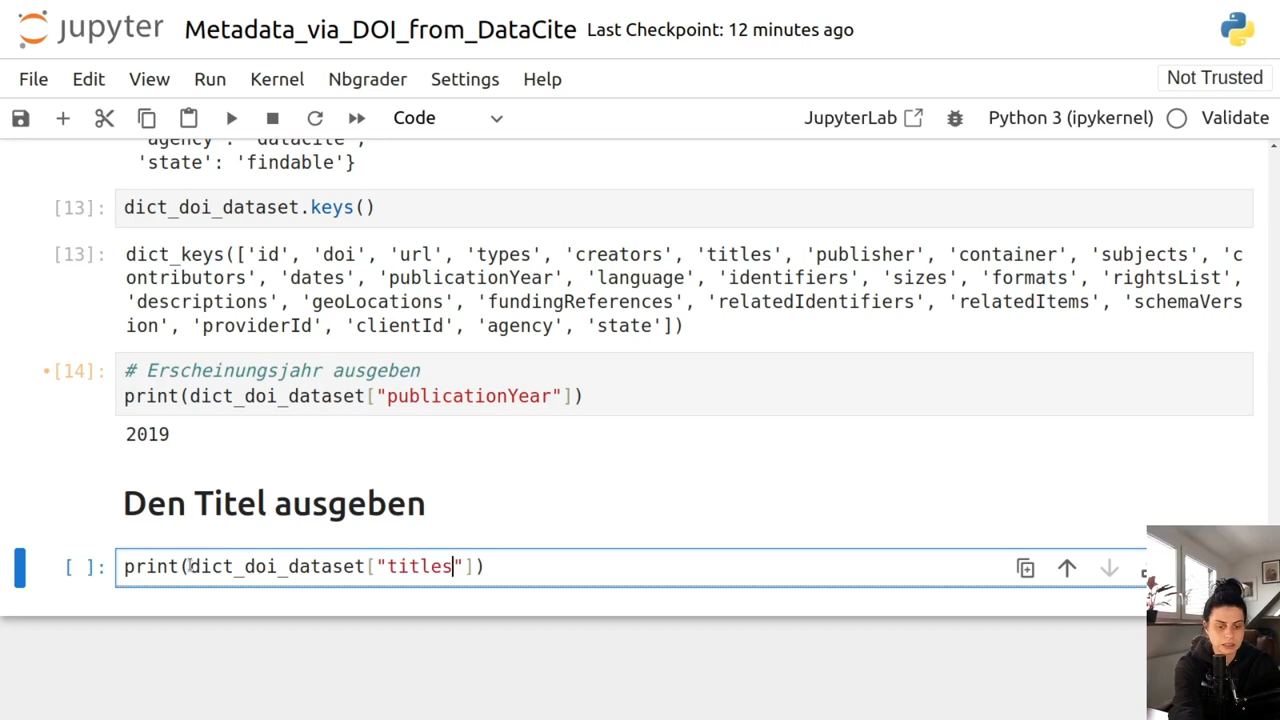 jupyter Metadata_via_DOI_from_DataCite Last Checkpoint: 12 minutes ago
File Edit View Run Kernel Nbgrader Settings Help Not Trusted
Code JupyterLab Python 3 (ipykernel) Validate
'agency': 'datacite',
'state': 'findable'}
[13]: dict_doi_dataset.keys()
[13]: dict_keys(['id', 'doi', 'url', 'types', 'creators', 'titles', 'publisher', 'container', 'subjects', 'c
ontributors', 'dates', 'publicationYear', 'language', 'identifiers', 'sizes', 'formats', 'rightsList',
'descriptions', 'geoLocations', 'fundingReferences', 'relatedIdentifiers', 'relatedItems', 'schemaVers
ion', 'providerId', 'clientId', 'agency', 'state'])
[14]: # Erscheinungsjahr ausgeben
print(dict_doi_dataset["publicationYear"])
2019
Den Titel ausgeben
[ ]: print(dict_doi_dataset["titles"])